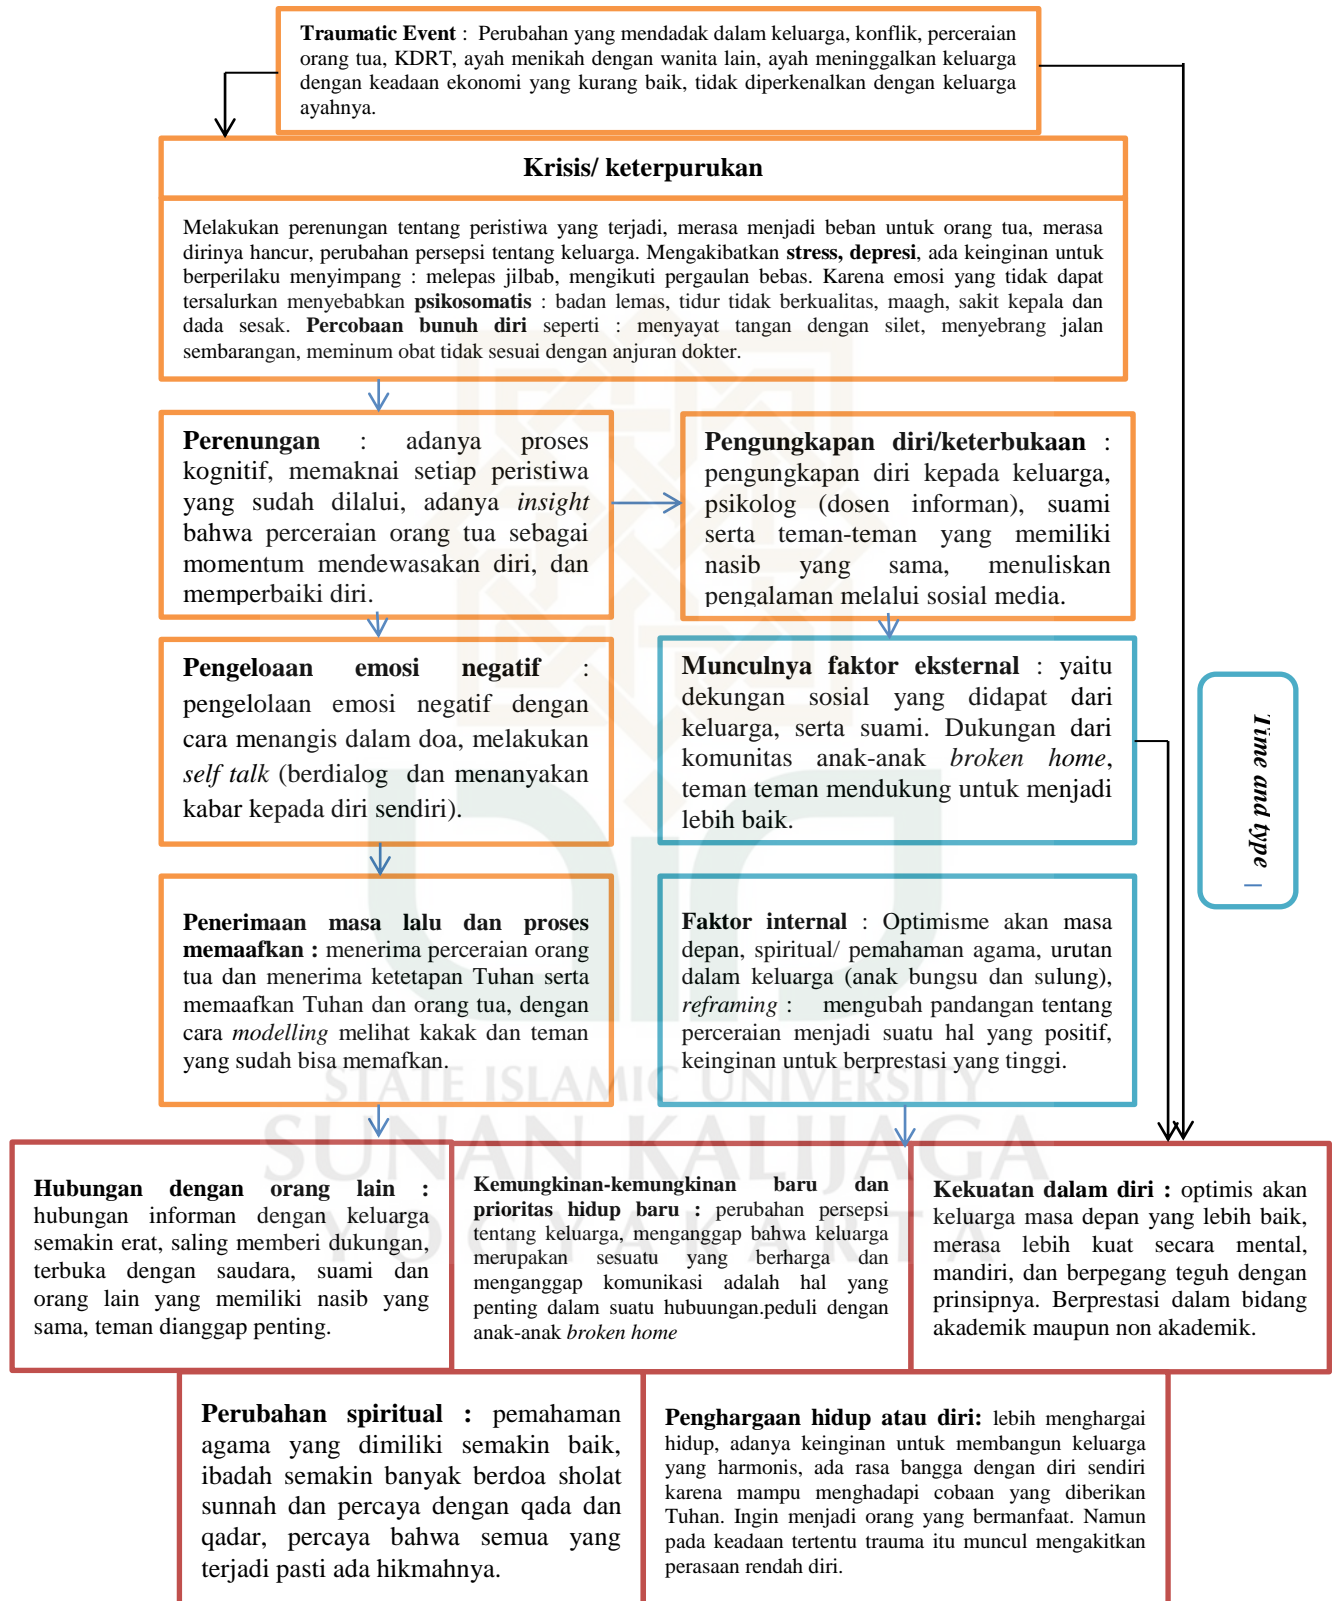 Traumatic Event : Perubahan yang mendadak dalam keluarga, konflik, perceraian
orang tua, KDRT, ayah menikah dengan wanita lain, ayah meninggalkan keluarga
dengan keadaan ekonomi yang kurang baik, tidak diperkenalkan dengan keluarga
ayahnya.
Krisis/ keterpurukan
Melakukan perenungan tentang peristiwa yang terjadi, merasa menjadi beban untuk orang tua, merasa
dirinya hancur, perubahan persepsi tentang keluarga. Mengakibatkan stress, depresi, ada keinginan untuk
berperilaku menyimpang : melepas jilbab, mengikuti pergaulan bebas. Karena emosi yang tidak dapat
tersalurkan menyebabkan psikosomatis : badan lemas, tidur tidak berkualitas, maagh, sakit kepala dan
dada sesak. Percobaan bunuh diri seperti : menyayat tangan dengan silet, menyebrang jalan
sembarangan, meminum obat tidak sesuai dengan anjuran dokter.
Perenungan : adanya proses
kognitif, memaknai setiap peristiwa
yang sudah dilalui, adanya insight
bahwa perceraian orang tua sebagai
momentum mendewasakan diri, dan
memperbaiki diri.
Pengungkapan diri/keterbukaan :
pengungkapan diri kepada keluarga,
psikolog (dosen informan), suami
serta teman-teman yang memiliki
nasib yang sama, menuliskan
pengalaman melalui sosial media.
Pengeloaan emosi negatif :
pengelolaan emosi negatif dengan
cara menangis dalam doa, melakukan
self talk (berdialog dan menanyakan
kabar kepada diri sendiri).
Munculnya faktor eksternal : yaitu
dekungan sosial yang didapat dari
keluarga, serta suami. Dukungan dari
komunitas anak-anak broken home,
teman teman mendukung untuk menjadi
lebih baik.
Time and type
Penerimaan masa lalu dan proses
memaafkan : menerima perceraian orang
tua dan menerima ketetapan Tuhan serta
memaafkan Tuhan dan orang tua, dengan
cara modelling melihat kakak dan teman
yang sudah bisa memafkan.
Faktor internal : Optimisme akan masa
depan, spiritual/ pemahaman agama, urutan
dalam keluarga (anak bungsu dan sulung),
reframing : mengubah pandangan tentang
perceraian menjadi suatu hal yang positif,
keinginan untuk berprestasi yang tinggi.
STATE ISLAMIC UNIVERSITY
SUNAN KALIJAGA
YOGYAKARTA
Hubungan dengan orang lain :
hubungan informan dengan keluarga
semakin erat, saling memberi dukungan,
terbuka dengan saudara, suami dan
orang lain yang memiliki nasib yang
sama, teman dianggap penting.
Kemungkinan-kemungkinan baru dan
prioritas hidup baru : perubahan persepsi
tentang keluarga, menganggap bahwa keluarga
merupakan sesuatu yang berharga dan
menganggap komunikasi adalah hal yang
penting dalam suatu hubuungan.peduli dengan
anak-anak broken home
Kekuatan dalam diri : optimis akan
keluarga masa depan yang lebih baik,
merasa lebih kuat secara mental,
mandiri, dan berpegang teguh dengan
prinsipnya. Berprestasi dalam bidang
akademik maupun non akademik.
Perubahan spiritual : pemahaman
agama yang dimiliki semakin baik,
ibadah semakin banyak berdoa sholat
sunnah dan percaya dengan qada dan
qadar, percaya bahwa semua yang
terjadi pasti ada hikmahnya.
Penghargaan hidup atau diri: lebih menghargai
hidup, adanya keinginan untuk membangun keluarga
yang harmonis, ada rasa bangga dengan diri sendiri
karena mampu menghadapi cobaan yang diberikan
Tuhan. Ingin menjadi orang yang bermanfaat. Namun
pada keadaan tertentu trauma itu muncul mengakitkan
perasaan rendah diri.